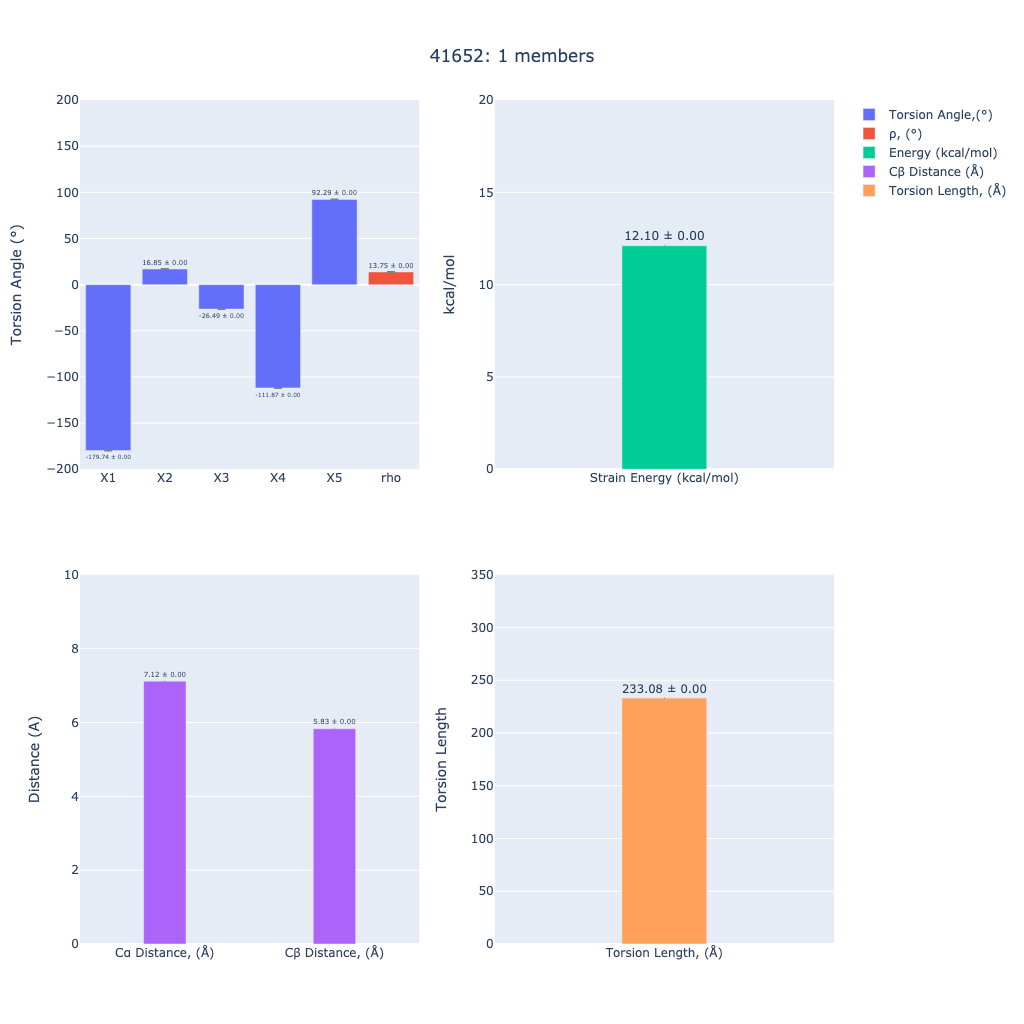 41652: 1 members
Torsion Angle (°)
200
150
100
50
0
−50
−100
−150
−200
-179.74 ± 0.00
16.85 ± 0.00
-26.49 ± 0.00
-111.87 ± 0.00
92.29 ± 0.00
13.75 ± 0.00
X1 X2 X3 X4 X5 rho
kcal/mol
20
15
10
5
0
12.10 ± 0.00
Strain Energy (kcal/mol)
Torsion Angle,(°)
ρ, (°)
Energy (kcal/mol)
Cβ Distance (Å)
Torsion Length, (Å)
Distance (A)
10
8
6
4
2
0
7.12 ± 0.00
5.83 ± 0.00
Cα Distance, (Å) Cβ Distance, (Å)
Torsion Length
350
300
250
200
150
100
50
0
233.08 ± 0.00
Torsion Length, (Å)